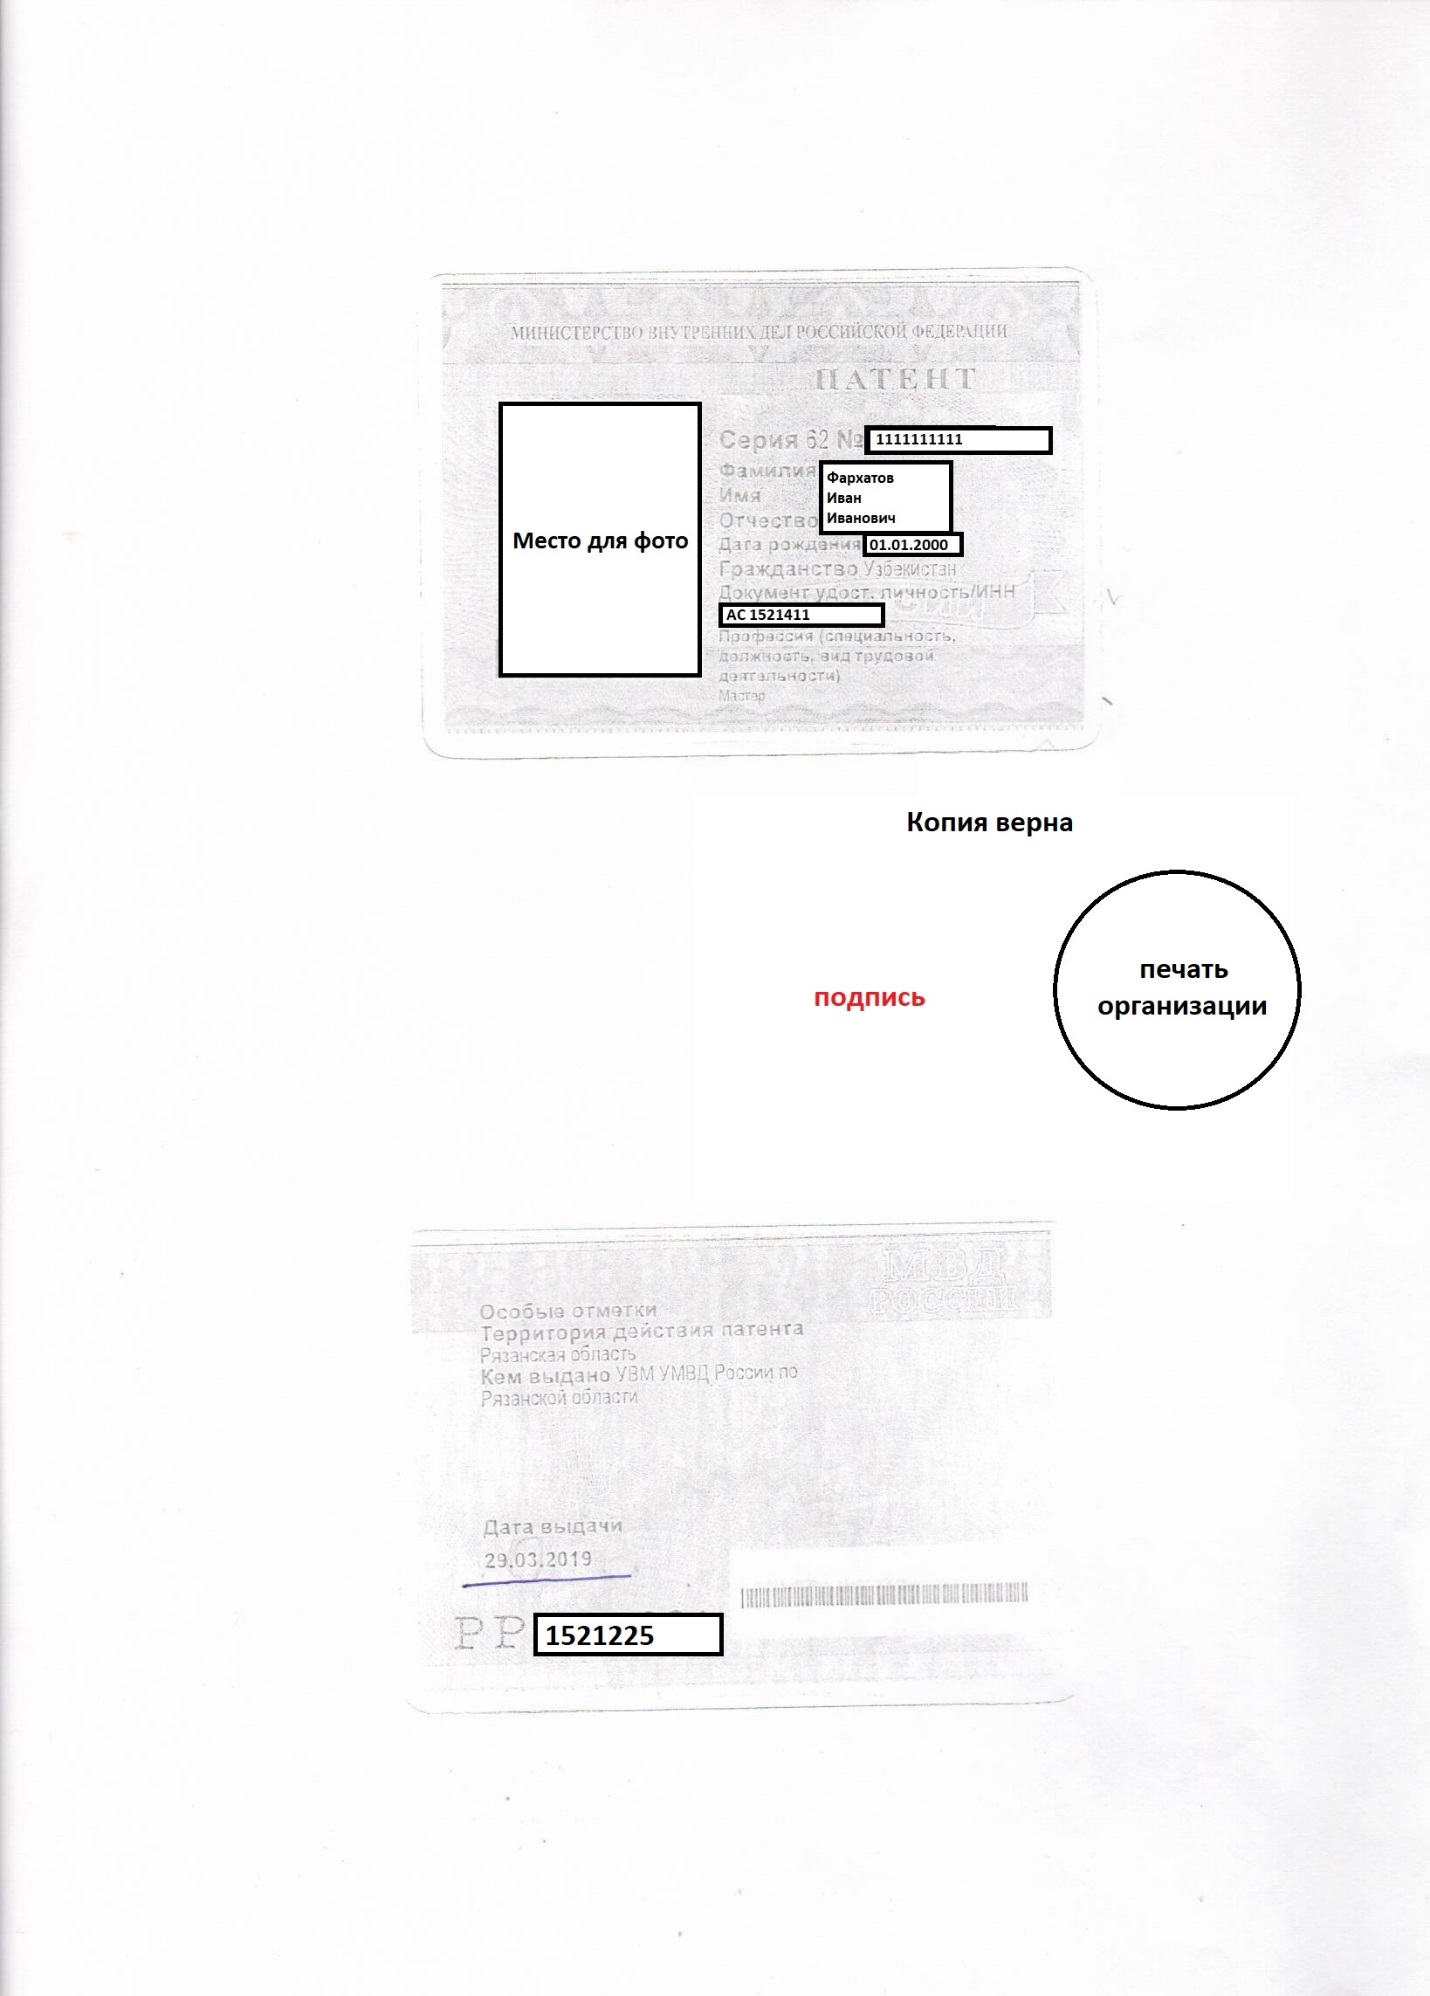 МИНИСТЕРСТВО ВНУТРЕННИХ ДЕЛ РОССИЙСКОЙ ФЕДЕРАЦИИ
ПАТЕНТ
Серия 62 № 1111111111
Фамилия Фархатов
Имя Иван
Отчество Иванович
Дата рождения 01.01.2000
Гражданство Узбекистан
Документ удост. личность/ИНН
АС 1521411
Профессия (специальность,
должность, вид трудовой
деятельности)
Мастер
Место для фото
Копия верна
подпись
печать
организации
МВД
РОССИИ
Особые отметки
Территория действия патента
Рязанская область
Кем выдано УВМ УМВД России по
Рязанской области
Дата выдачи
29.03.2019
РР 1521225